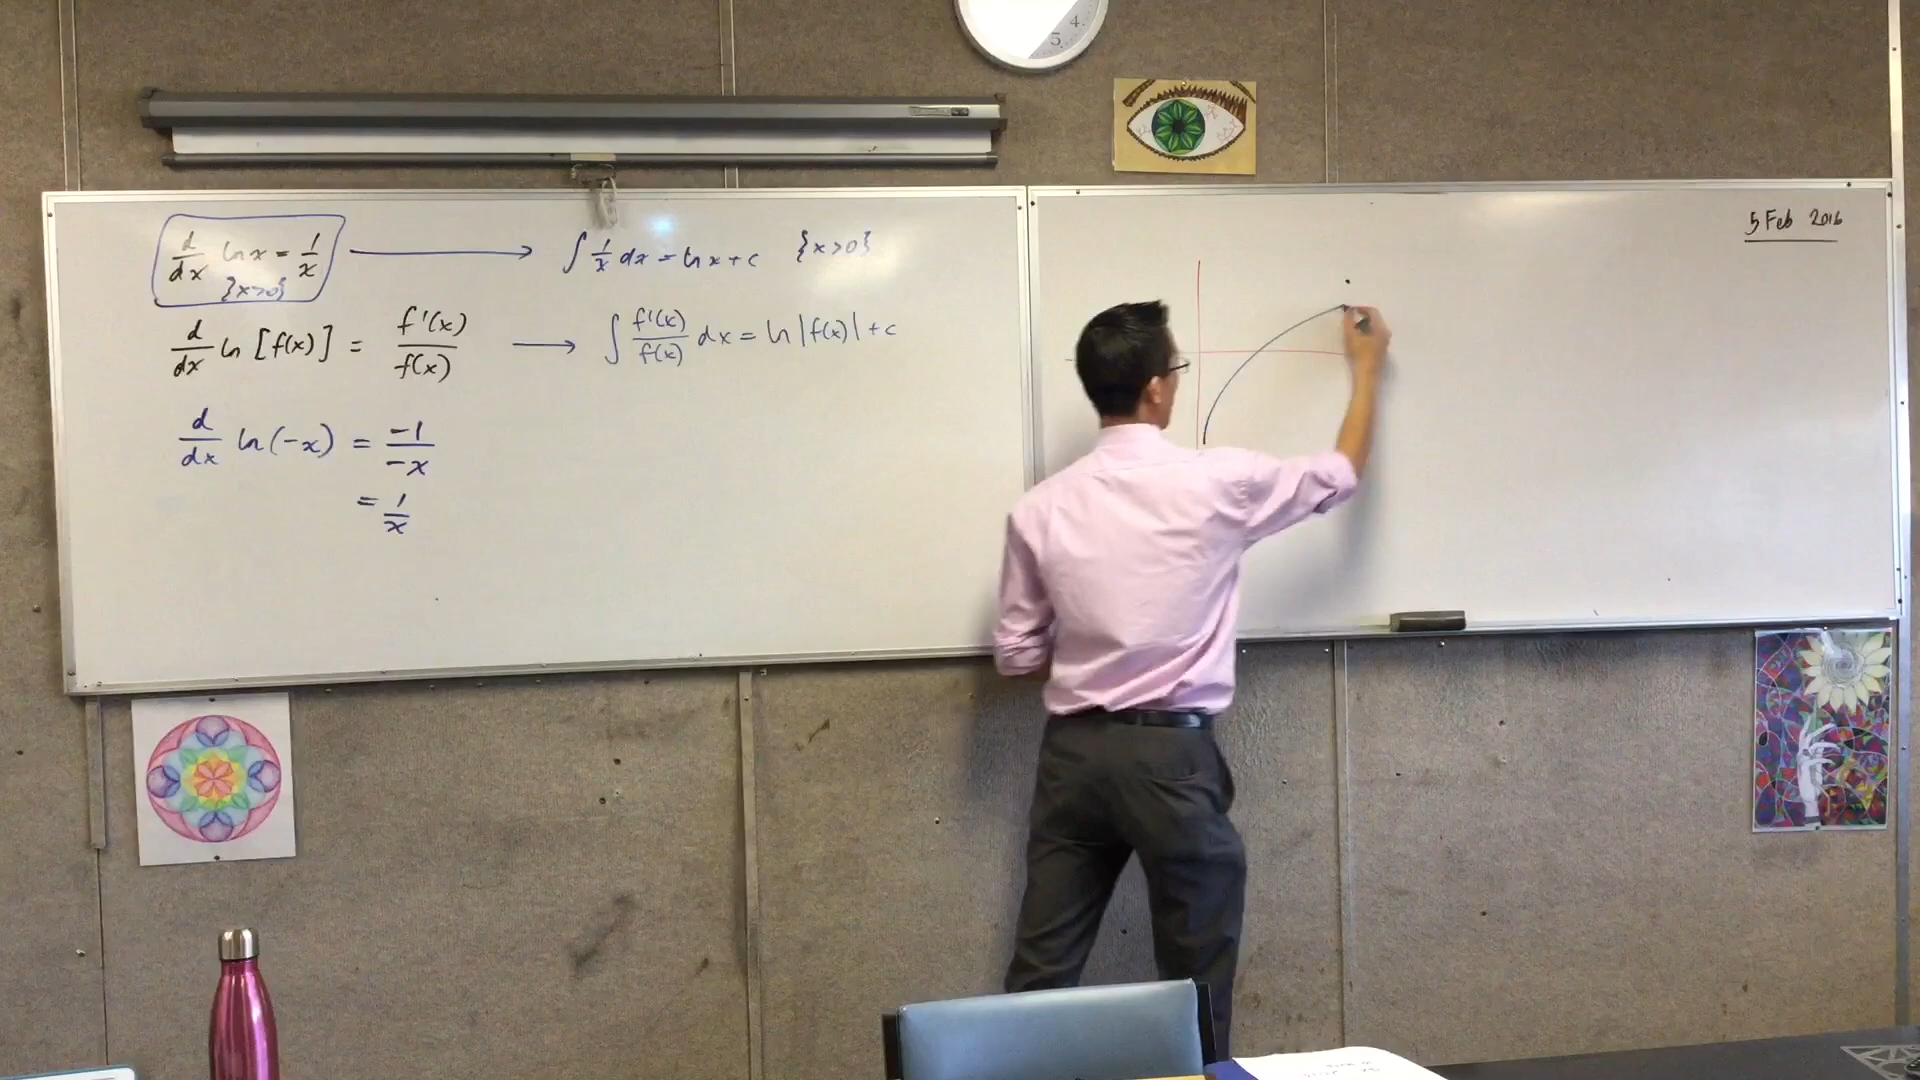 d/dx ln x = 1/x
{x>0}
∫ 1/x dx = ln x + c {x>0}
d/dx ln [f(x)] = f'(x)/f(x)
∫ f'(x)/f(x) dx = ln |f(x)| + c
d/dx ln(-x) = -1/-x
= 1/x
5 Feb 2016
4
5